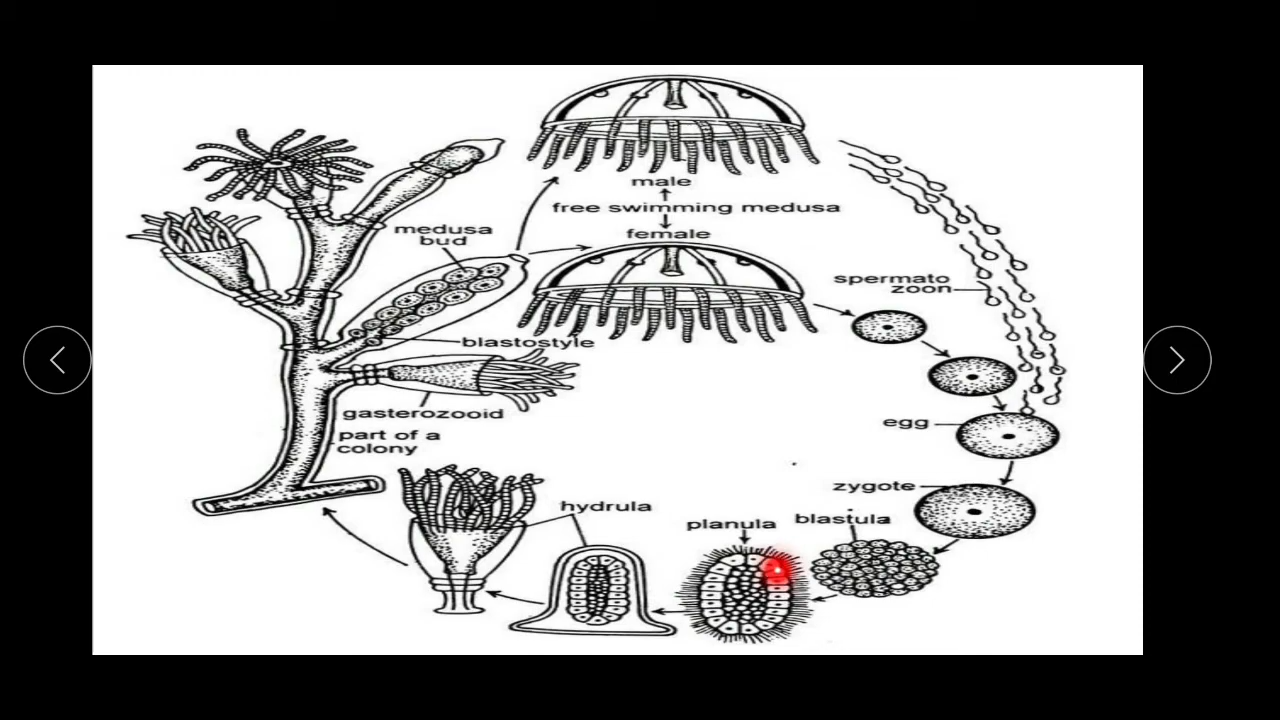 male
free swimming medusa
female
medusa
bud
spermato
zoon
blastostyle
gasterozooid
part of a
colony
egg
zygote
hydrula
planula
blastula